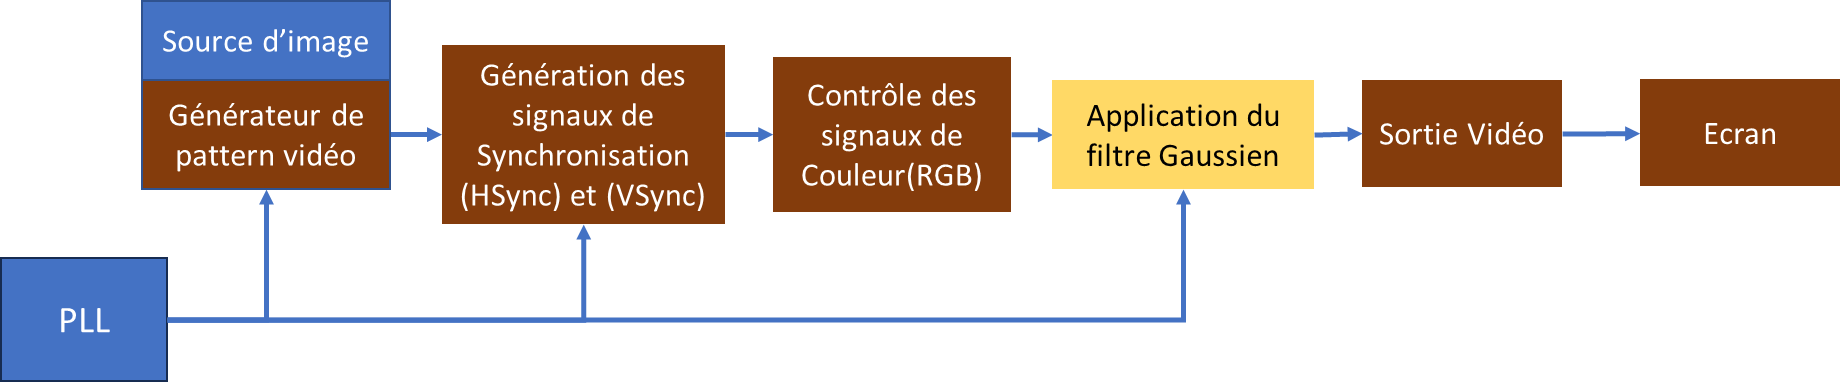 Source d’image
Générateur de
pattern vidéo
Génération des
signaux de
Synchronisation
(HSync) et (VSync)
Contrôle des
signaux de
Couleur(RGB)
Application du
filtre Gaussien
Sortie Vidéo
Ecran
PLL